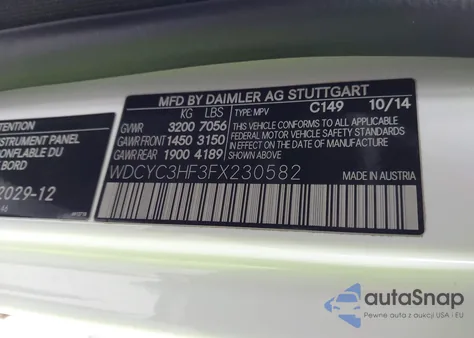 MFD BY DAIMLER AG STUTTGART
KG LBS TYPE: MPV C149 10/14
GVWR 3200 7056
GAWR FRONT 1450 3150
GAWR REAR 1900 4189
THIS VEHICLE CONFORMS TO ALL APPLICABLE
FEDERAL MOTOR VEHICLE SAFETY STANDARDS IN
EFFECT ON THE DATE OF MANUFACTURE SHOWN ABOVE.
WDCYC3HF3FX230582
MADE IN AUSTRIA
TENTION
STRUMENT PANEL
ONFLABLE DU
BORD
2029-12
autoSnap
Pewne auta z aukcji USA i EU